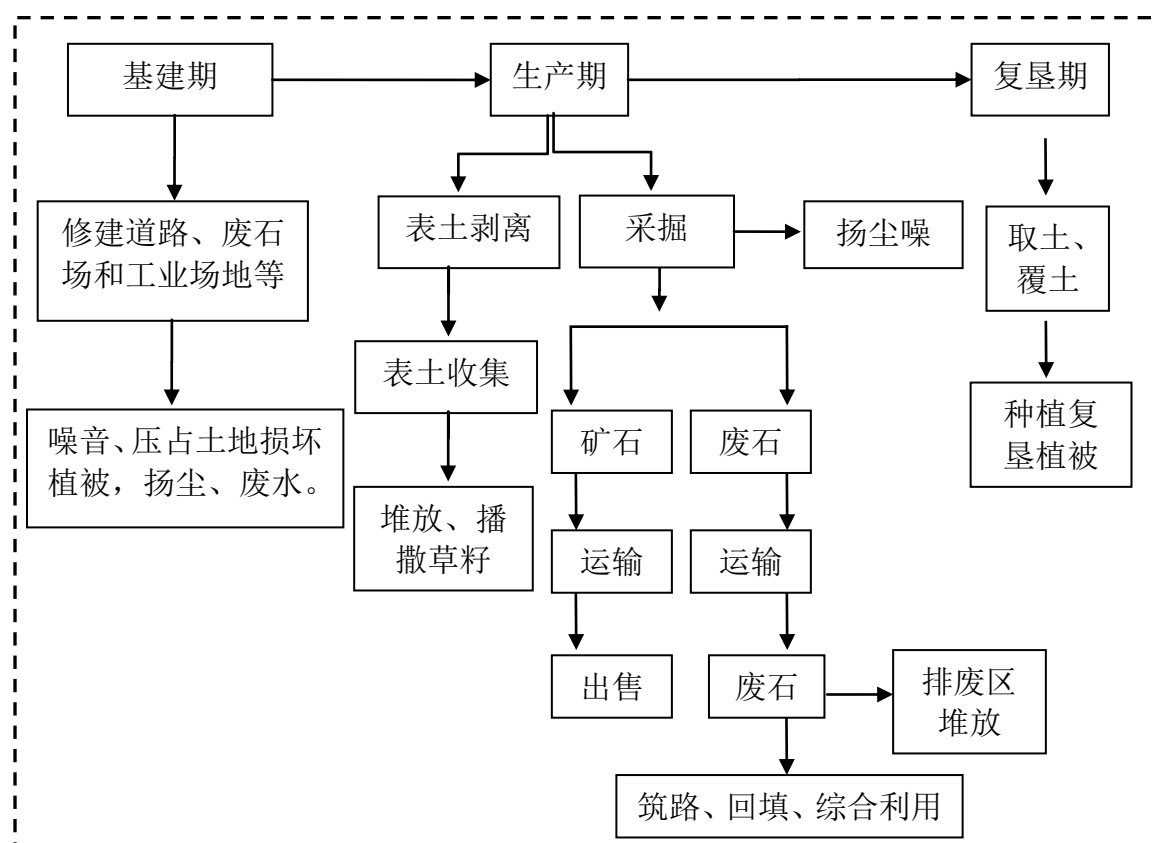 基建期
生产期
复垦期
修建道路、废石
场和工业场地等
表土剥离
采掘
扬尘噪
取土、
覆土
表土收集
噪音、压占土地损坏
植被，扬尘、废水。
矿石
废石
种植复
垦植被
堆放、播
撒草籽
运输
运输
出售
废石
排废区
堆放
筑路、回填、综合利用